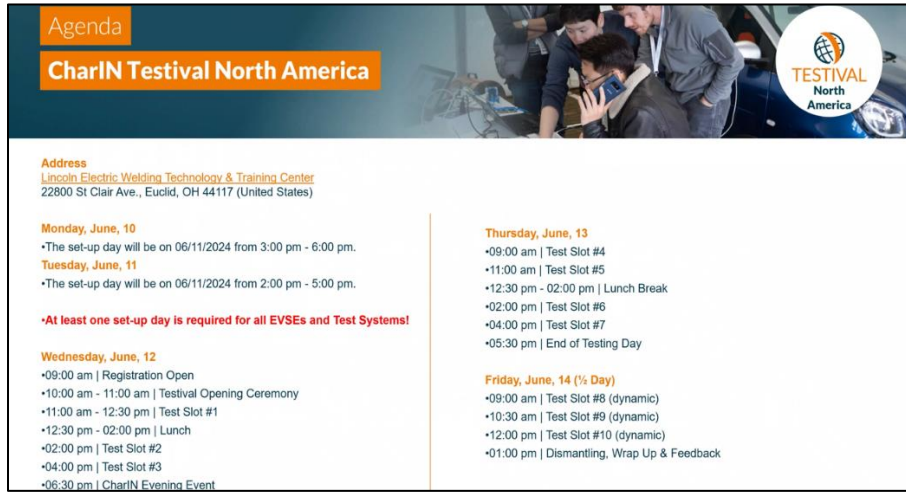 Agenda
CharIN Testival North America
TESTIVAL
North
America
Address
Lincoln Electric Welding Technology & Training Center
22800 St Clair Ave., Euclid, OH 44117 (United States)
Monday, June, 10
•The set-up day will be on 06/11/2024 from 3:00 pm - 6:00 pm.
Tuesday, June, 11
•The set-up day will be on 06/11/2024 from 2:00 pm - 5:00 pm.
•At least one set-up day is required for all EVSEs and Test Systems!
Wednesday, June, 12
•09:00 am | Registration Open
•10:00 am - 11:00 am | Testival Opening Ceremony
•11:00 am - 12:30 pm | Test Slot #1
•12:30 pm - 02:00 pm | Lunch
•02:00 pm | Test Slot #2
•04:00 pm | Test Slot #3
•06:30 pm | CharIN Evening Event
Thursday, June, 13
•09:00 am | Test Slot #4
•11:00 am | Test Slot #5
•12:30 pm - 02:00 pm | Lunch Break
•02:00 pm | Test Slot #6
•04:00 pm | Test Slot #7
•05:30 pm | End of Testing Day
Friday, June, 14 (½ Day)
•09:00 am | Test Slot #8 (dynamic)
•10:30 am | Test Slot #9 (dynamic)
•12:00 pm | Test Slot #10 (dynamic)
•01:00 pm | Dismantling, Wrap Up & Feedback